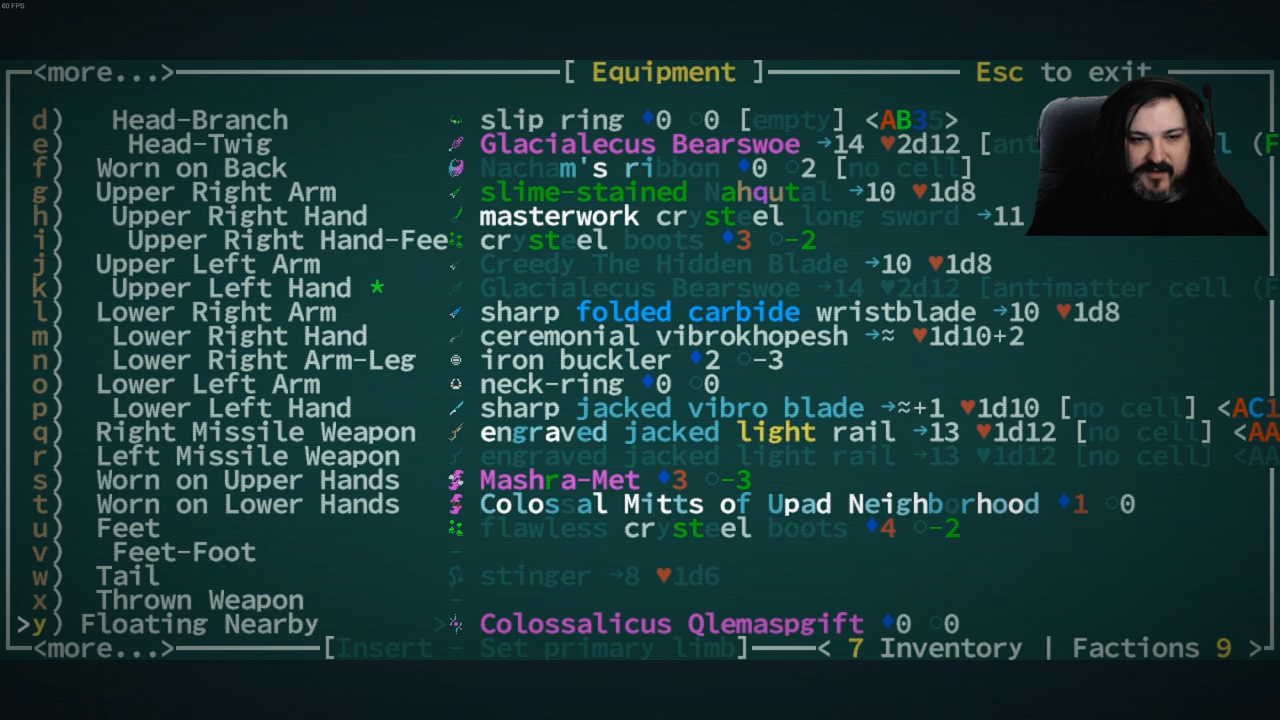 60 FPS
<more...> [ Equipment ] Esc to exit
d) Head-Branch slip ring ♦0 ○0 [empty] <AB35>
e) Head-Twig Glacialecus Bearswoe →14 ♥2d12 [ant l (F
f) Worn on Back Nacham's ribbon ♦0 ○2 [no cell]
g) Upper Right Arm slime-stained Nahqutal →10 ♥1d8
h) Upper Right Hand masterwork crysteel long sword →11
i) Upper Right Hand-Fee crysteel boots ♦3 ○-2
j) Upper Left Arm Creedy The Hidden Blade →10 ♥1d8
k) Upper Left Hand * Glacialecus Bearswoe →14 ♥2d12 [antimatter cell (F
l) Lower Right Arm sharp folded carbide wristblade →10 ♥1d8
m) Lower Right Hand ceremonial vibrokhopesh →≈ ♥1d10+2
n) Lower Right Arm-Leg iron buckler ♦2 ○-3
o) Lower Left Arm neck-ring ♦0 ○0
p) Lower Left Hand sharp jacked vibro blade →≈+1 ♥1d10 [no cell] <AC1
q) Right Missile Weapon engraved jacked light rail →13 ♥1d12 [no cell] <AA
r) Left Missile Weapon engraved jacked light rail →13 ♥1d12 [no cell] <AA
s) Worn on Upper Hands Mashra-Met ♦3 ○-3
t) Worn on Lower Hands Colossal Mitts of Upad Neighborhood ♦1 ○0
u) Feet flawless crysteel boots ♦4 ○-2
v) Feet-Foot -
w) Tail stinger →8 ♥1d6
x) Thrown Weapon -
>y) Floating Nearby > Colossalicus Qlemaspgift ♦0 ○0
<more...> [Insert - Set primary limb] < 7 Inventory | Factions 9 >